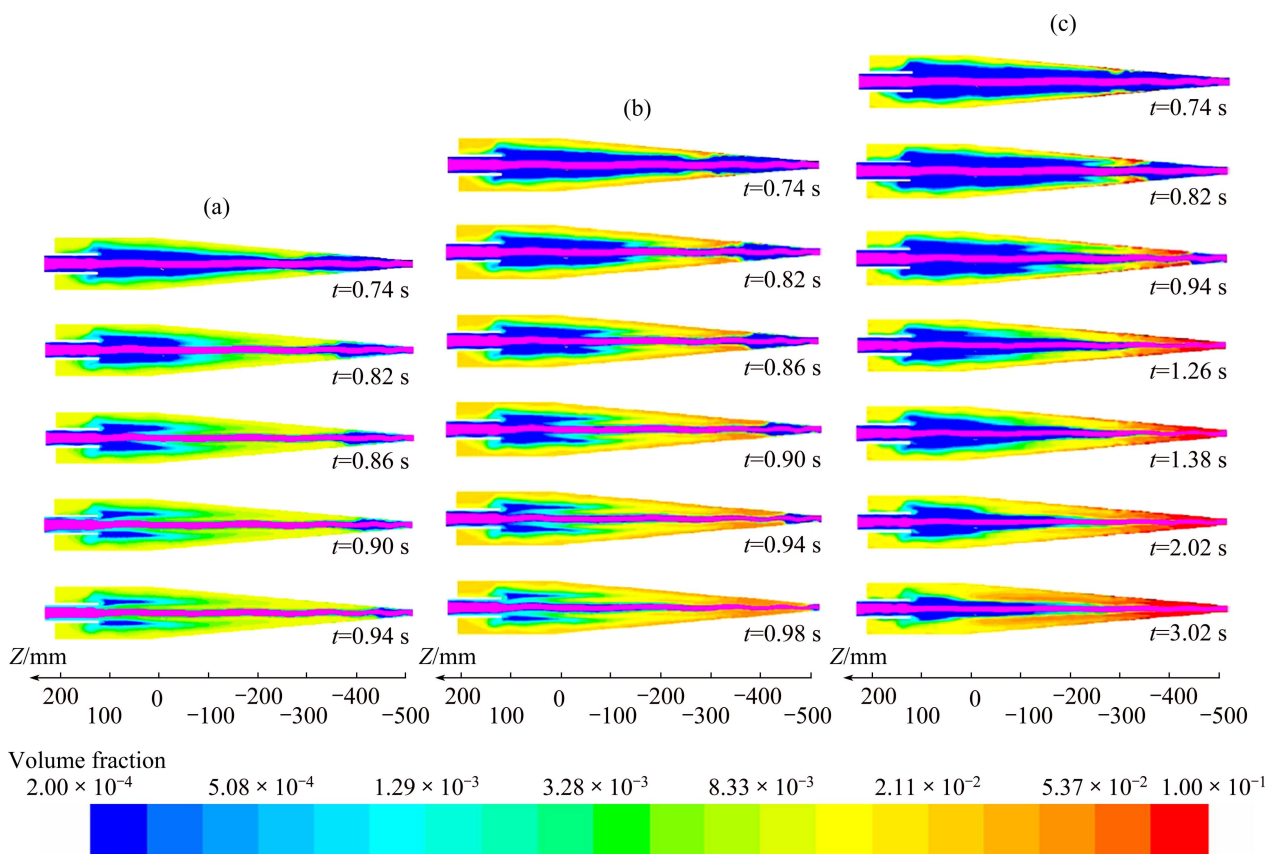 (a)
t=0.74 s
t=0.82 s
t=0.86 s
t=0.90 s
t=0.94 s
Z/mm
200 0 −200 −400
100 −100 −300 −500
(b)
t=0.74 s
t=0.82 s
t=0.86 s
t=0.90 s
t=0.94 s
t=0.98 s
Z/mm
200 0 −200 −400
100 −100 −300 −500
(c)
t=0.74 s
t=0.82 s
t=0.94 s
t=1.26 s
t=1.38 s
t=2.02 s
t=3.02 s
Z/mm
200 0 −200 −400
100 −100 −300 −500
Volume fraction
2.00 × 10⁻⁴ 5.08 × 10⁻⁴ 1.29 × 10⁻³ 3.28 × 10⁻³ 8.33 × 10⁻³ 2.11 × 10⁻² 5.37 × 10⁻² 1.00 × 10⁻¹